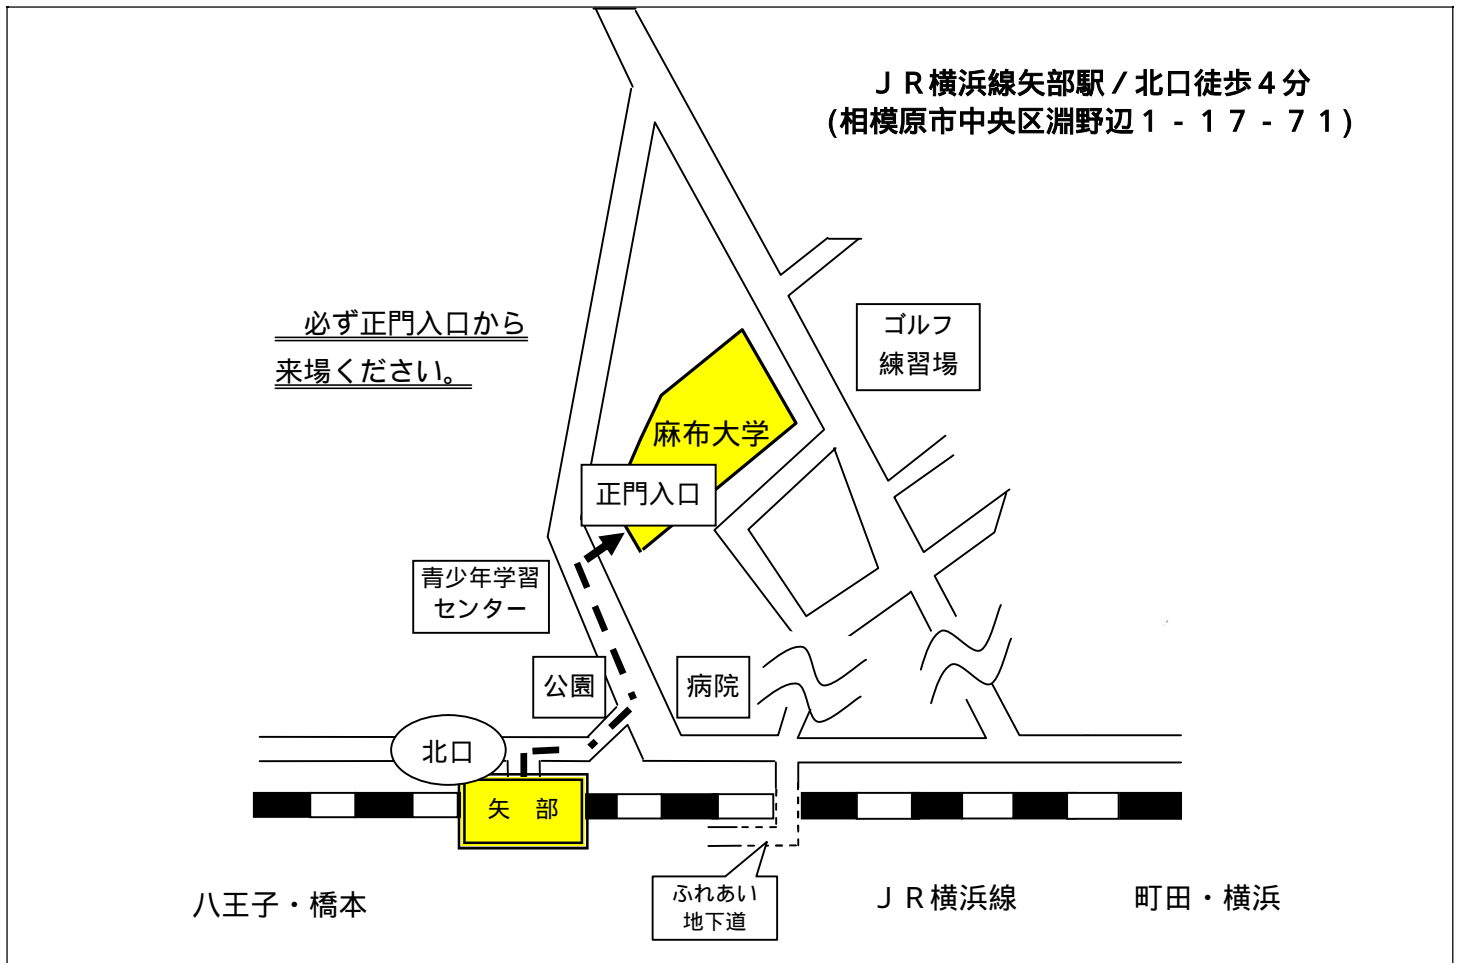 ＪＲ横浜線矢部駅/北口徒歩４分
(相模原市中央区淵野辺１-１７-７１)
必ず正門入口から
来場ください。
ゴルフ
練習場
麻布大学
正門入口
青少年学習
センター
公園
病院
北口
矢　部
ふれあい
地下道
八王子・橋本
ＪＲ横浜線
町田・横浜